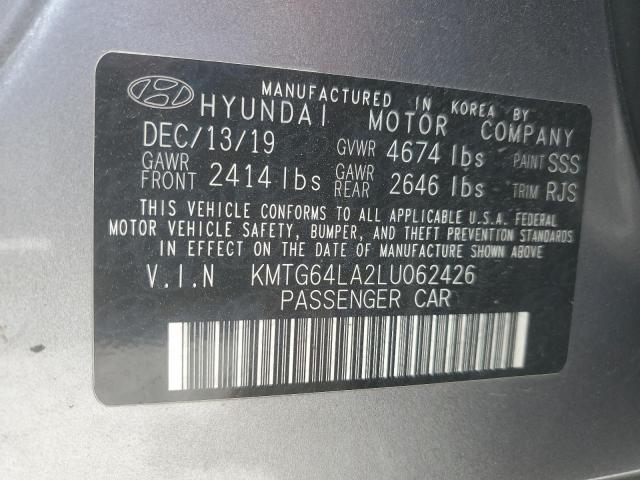 MANUFACTURED IN KOREA BY
HYUNDAI MOTOR COMPANY
DEC/13/19 GVWR 4674 lbs PAINT SSS
GAWR FRONT 2414 lbs GAWR REAR 2646 lbs TRIM RJS
THIS VEHICLE CONFORMS TO ALL APPLICABLE U.S.A. FEDERAL
MOTOR VEHICLE SAFETY, BUMPER, AND THEFT PREVENTION STANDARDS
IN EFFECT ON THE DATE OF MANUFACTURE SHOWN ABOVE.
V.I.N KMTG64LA2LU062426
PASSENGER CAR